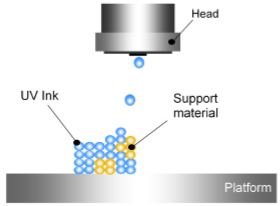 Head
UV Ink
Support
material
Platform